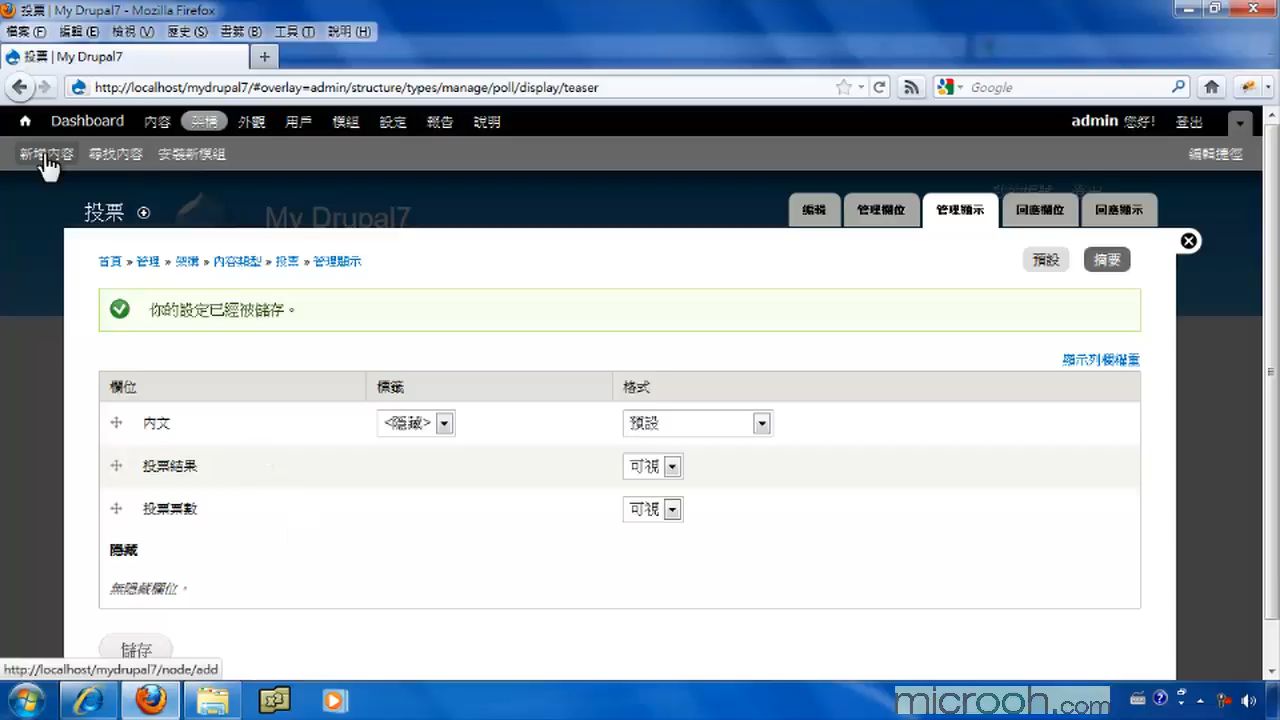 投票 | My Drupal7 - Mozilla Firefox
檔案(F) 編輯(E) 檢視(V) 歷史(S) 書籤(B) 工具(T) 說明(H)
投票 | My Drupal7
http://localhost/mydrupal7/#overlay=admin/structure/types/manage/poll/display/teaser
Google
Dashboard 內容 架構 外觀 用戶 模組 設定 報告 說明
admin 您好! 登出
新增內容 尋找內容 安裝新模組
編輯捷徑
投票
My Drupal7
編輯 管理欄位 管理顯示 回應欄位 回應顯示
首頁 » 管理 » 架構 » 內容類型 » 投票 » 管理顯示
預設 摘要
你的設定已經被儲存。
顯示列欄權重
欄位 標籤 格式
內文 <隱藏> 預設
投票結果 可視
投票票數 可視
隱藏
無隱藏欄位。
儲存
http://localhost/mydrupal7/node/add
microoh.com